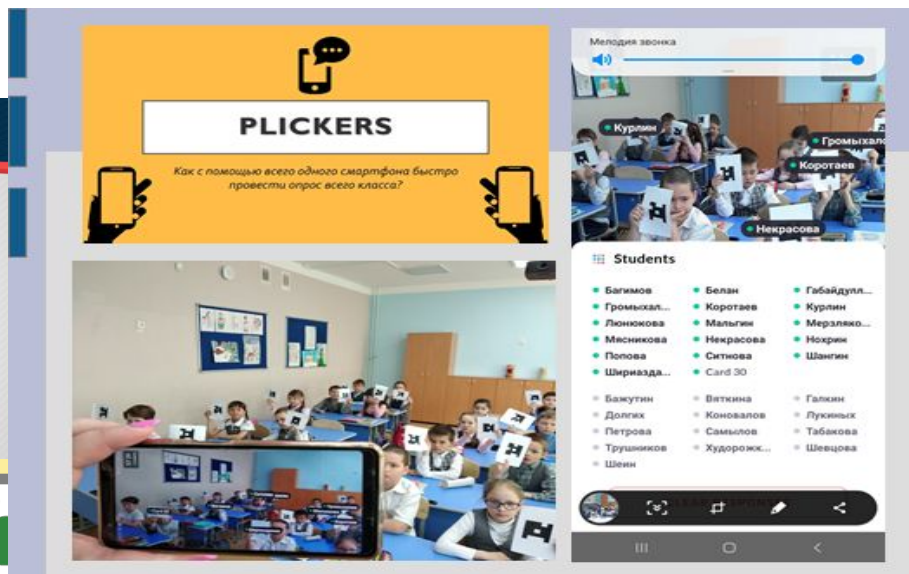 PLICKERS
Как с помощью всего одного смартфона быстро
провести опрос всего класса?
Мелодия звонка
Курлин
Громыхало
Коротаев
Некрасова
Students
Багимов Белан Габайдулл...
Громыхал... Коротаев Курлин
Люнюкова Мальгин Мерзляко...
Мясникова Некрасова Нохрин
Попова Ситнова Шангин
Шириазда... Card 30
Бажутин Вяткина Галкин
Долгих Коновалов Лукиных
Петрова Самылов Табакова
Трушников Худорожк... Шевцова
Шеин